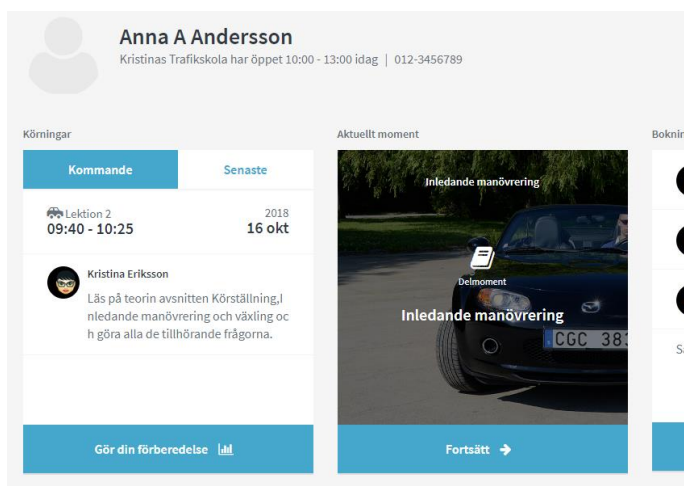 Anna A Andersson
Kristinas Trafikskola har öppet 10:00 - 13:00 idag | 012-3456789
Körningar
Kommande
Senaste
Lektion 2
2018
09:40 - 10:25
16 okt
Kristina Eriksson
Läs på teorin avsnitten Körställning,I
nledande manövrering och växling oc
h göra alla de tillhörande frågorna.
Gör din förberedelse
Aktuellt moment
Inledande manövrering
Delmoment
Inledande manövrering
CGC 383
Fortsätt